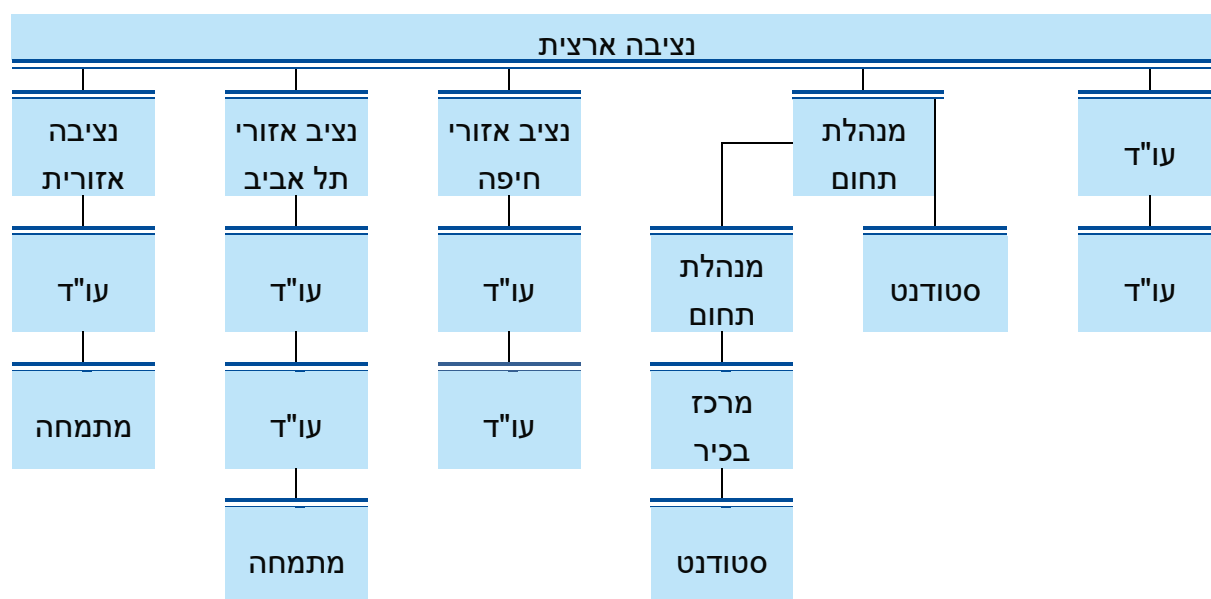 נציבה ארצית
עו"ד
מנהלת
תחום
נציב אזורי
חיפה
נציב אזורי
תל אביב
נציבה
אזורית
עו"ד
סטודנט
מנהלת
תחום
עו"ד
עו"ד
עו"ד
מרכז
בכיר
עו"ד
עו"ד
מתמחה
סטודנט
מתמחה